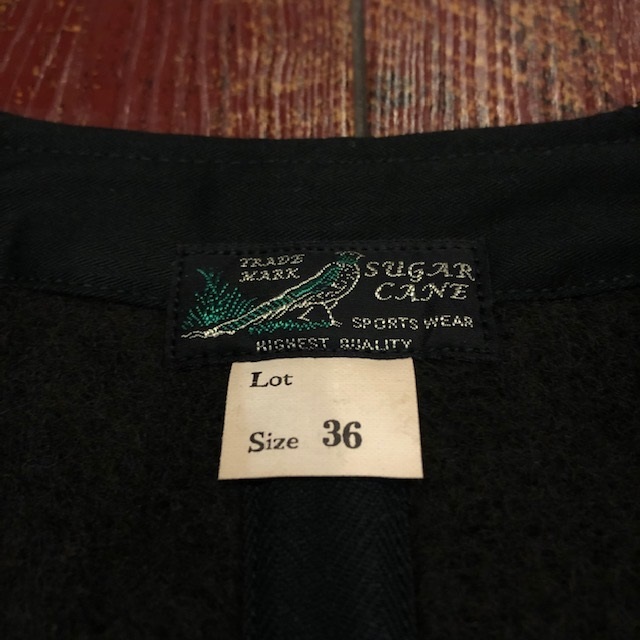 TRADE MARK
SUGAR CANE
SPORTS WEAR
HIGHEST QUALITY
Lot
Size 36